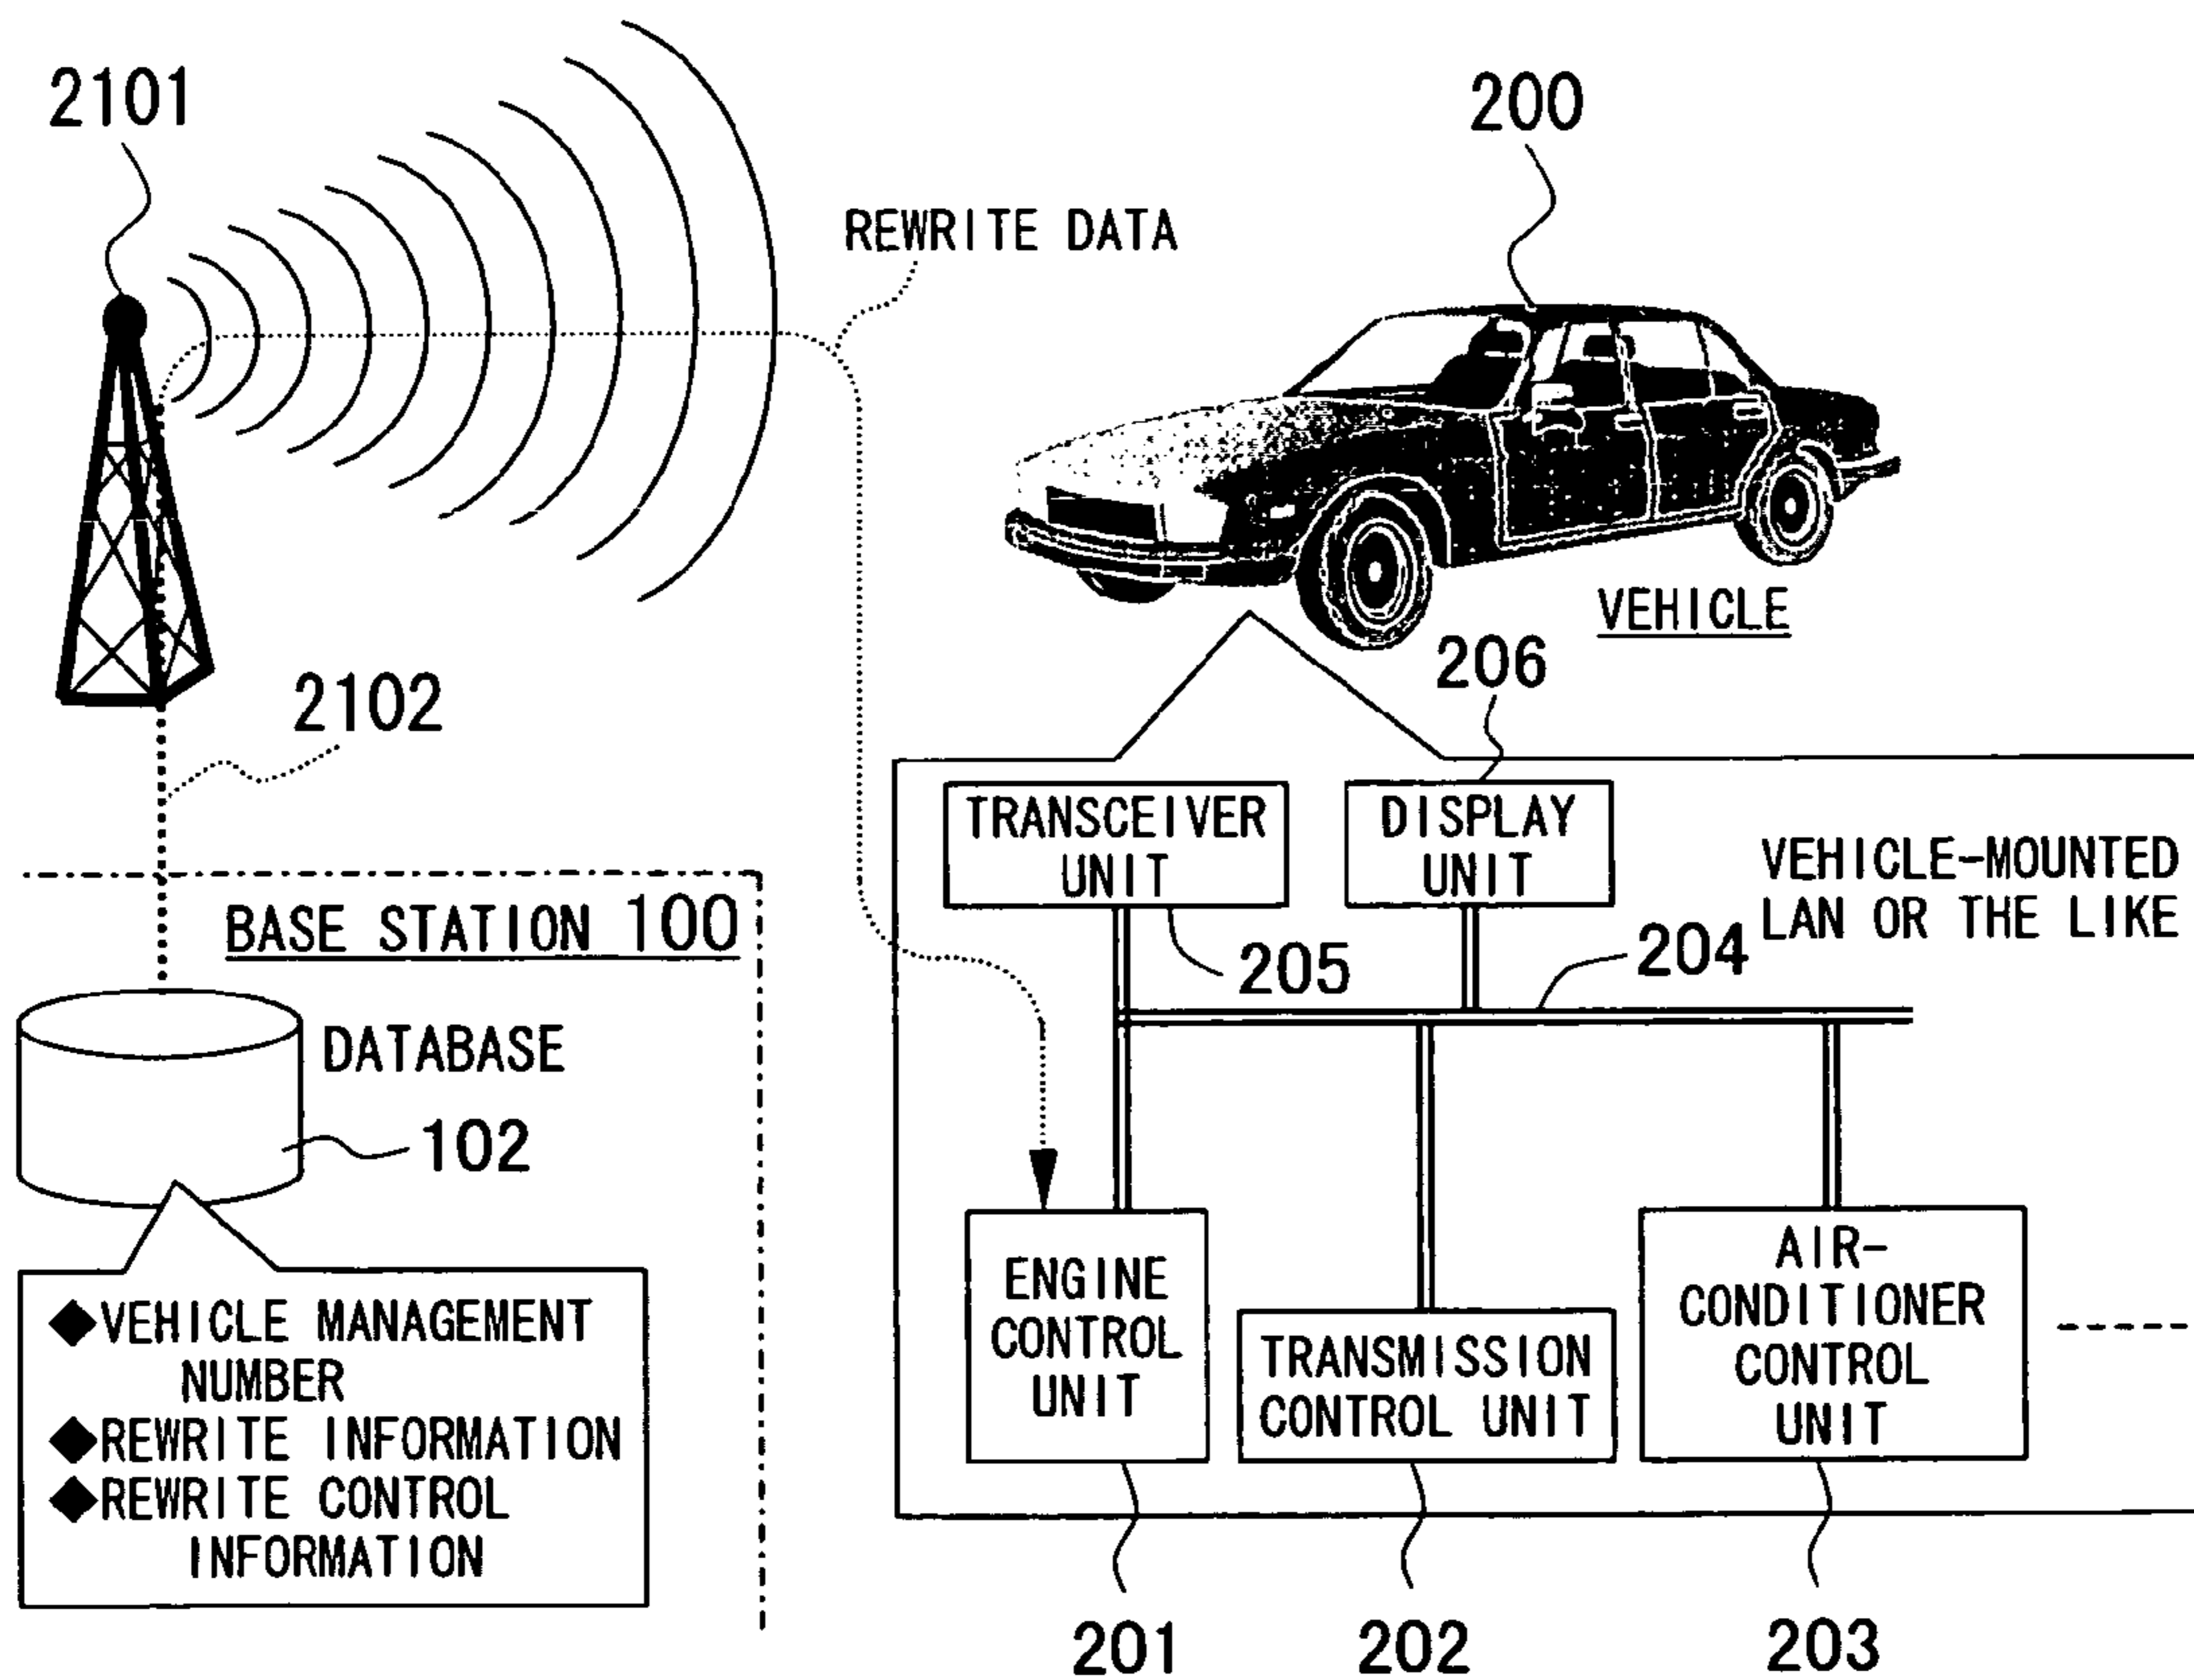 2101
200
REWRITE DATA
VEHICLE
206
2102
TRANSCEIVER
UNIT
DISPLAY
UNIT
VEHICLE-MOUNTED
LAN OR THE LIKE
BASE STATION 100
205
204
DATABASE
102
◆VEHICLE MANAGEMENT
NUMBER
◆REWRITE INFORMATION
◆REWRITE CONTROL
INFORMATION
ENGINE
CONTROL
UNIT
TRANSMISSION
CONTROL UNIT
AIR-
CONDITIONER
CONTROL
UNIT
201
202
203